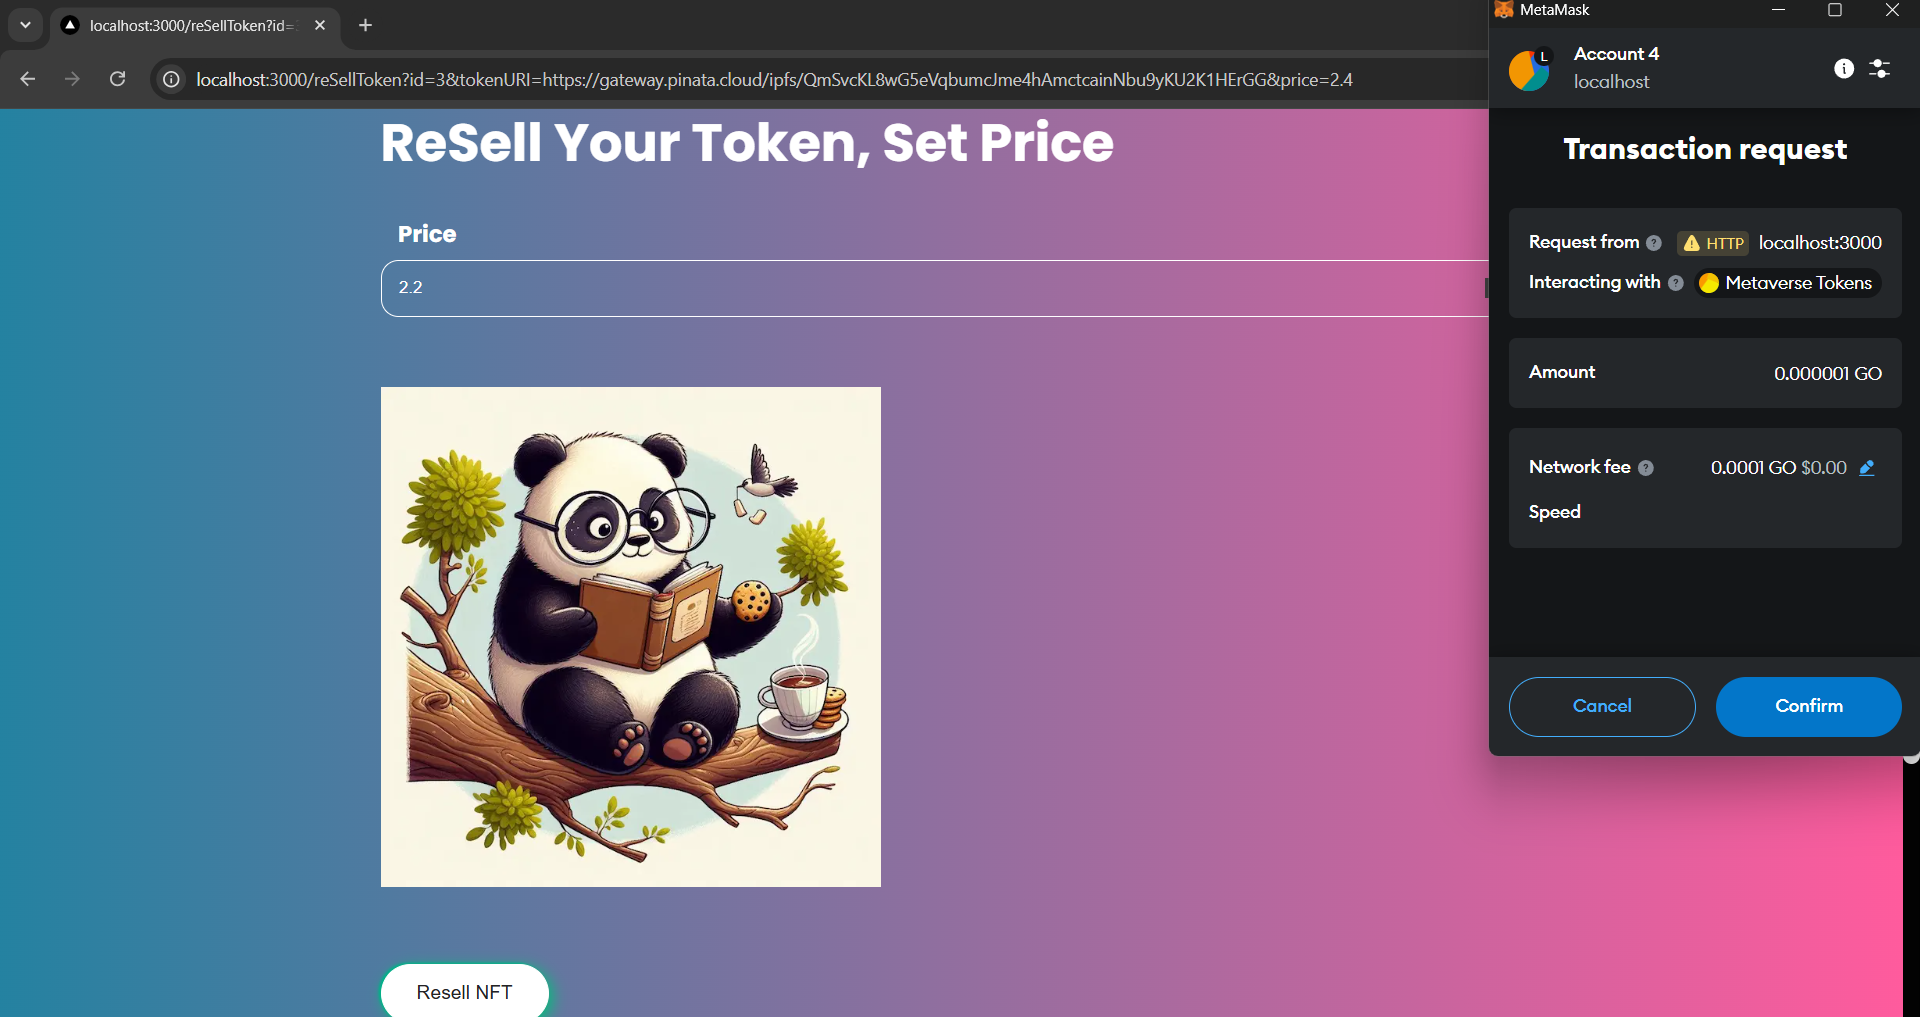 localhost:3000/reSellToken?id=
localhost:3000/reSellToken?id=3&tokenURI=https://gateway.pinata.cloud/ipfs/QmSvcKL8wG5eVqbumcJme4hAmctcainNbu9yKU2K1HErGG&price=2.4
ReSell Your Token, Set Price
Price
2.2
Resell NFT
MetaMask
L
Account 4
localhost
Transaction request
Request from ? HTTP localhost:3000
Interacting with ? Metaverse Tokens
Amount 0.000001 GO
Network fee ? 0.0001 GO $0.00
Speed
Cancel Confirm